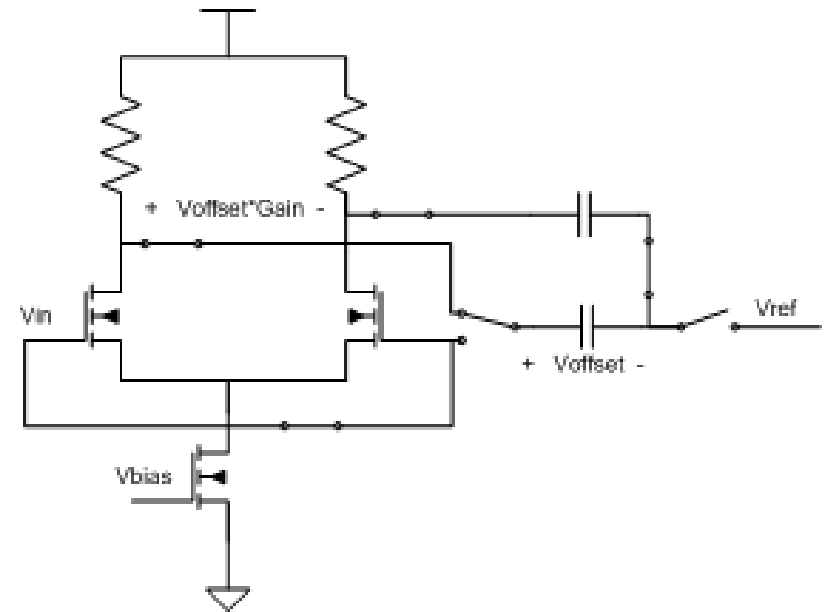 + Voffset*Gain -
Vin
Vref
+ Voffset -
Vbias